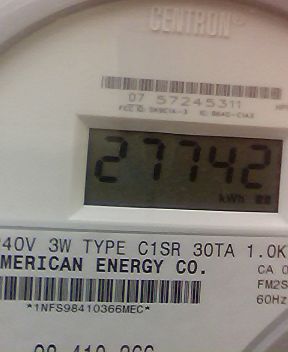 CENTRON®
07 57245311
27742
kWh
40V 3W TYPE C1SR 30TA 1.0K
MERICAN ENERGY CO.
CA 0
FM2S
60Hz
*1NFS98410366MEC*